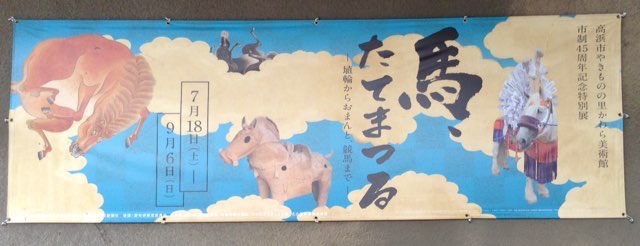 高浜市やきものの里かわら美術館
市制45周年記念特別展
馬、
たてまつる
〜埴輪からおまんと・競馬まで〜
7月18日(土)—
9月6日(日)